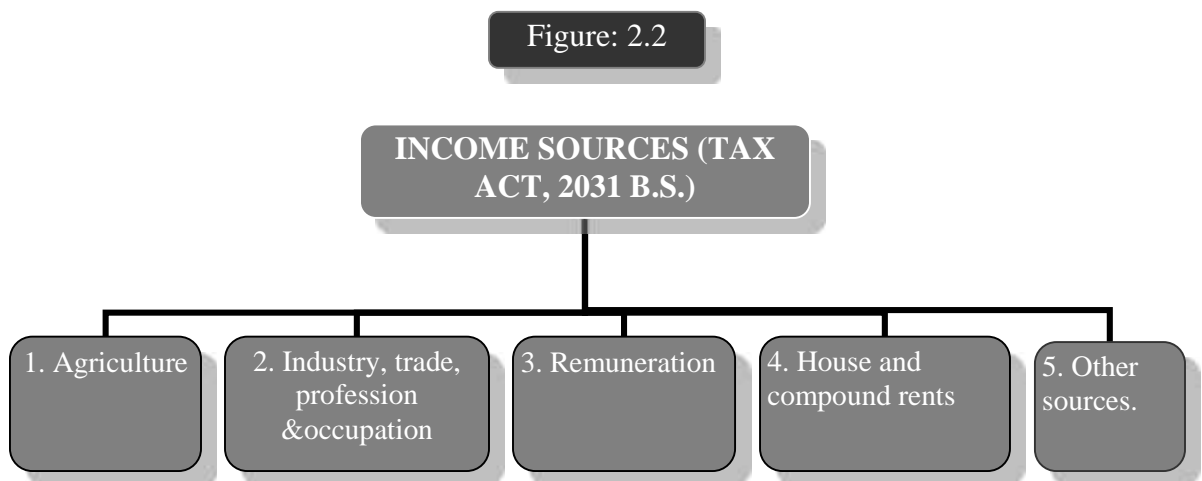 Figure: 2.2
INCOME SOURCES (TAX
ACT, 2031 B.S.)
1. Agriculture
2. Industry, trade,
profession
&occupation
3. Remuneration
4. House and
compound rents
5. Other
sources.